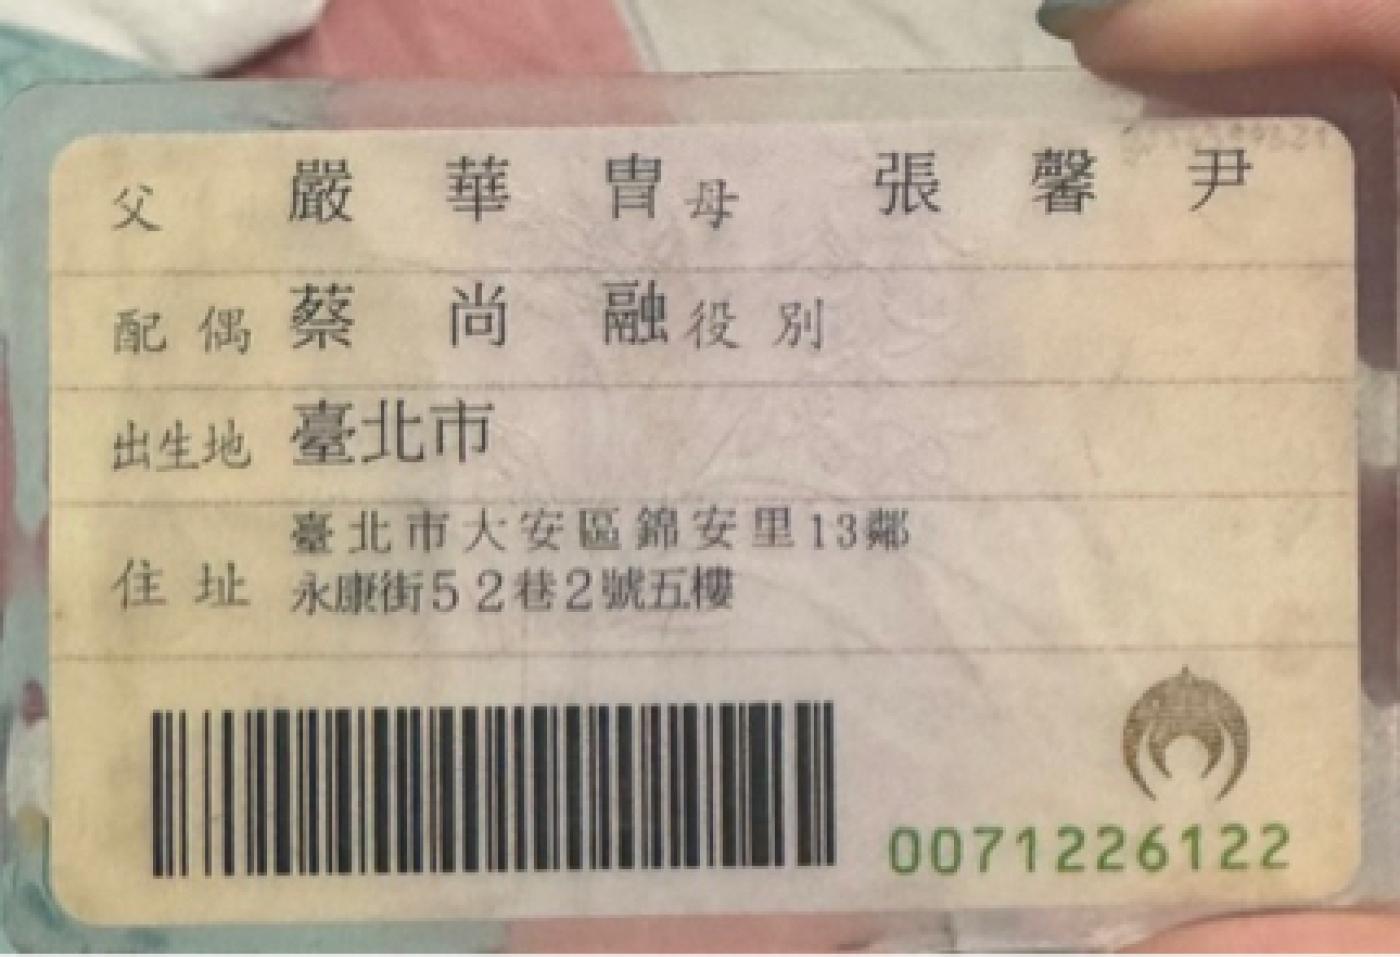 父 嚴華冑 母 張馨尹
配偶 蔡尚融 役別
出生地 臺北市
住址 臺北市大安區錦安里13鄰
永康街52巷2號五樓
0071226122